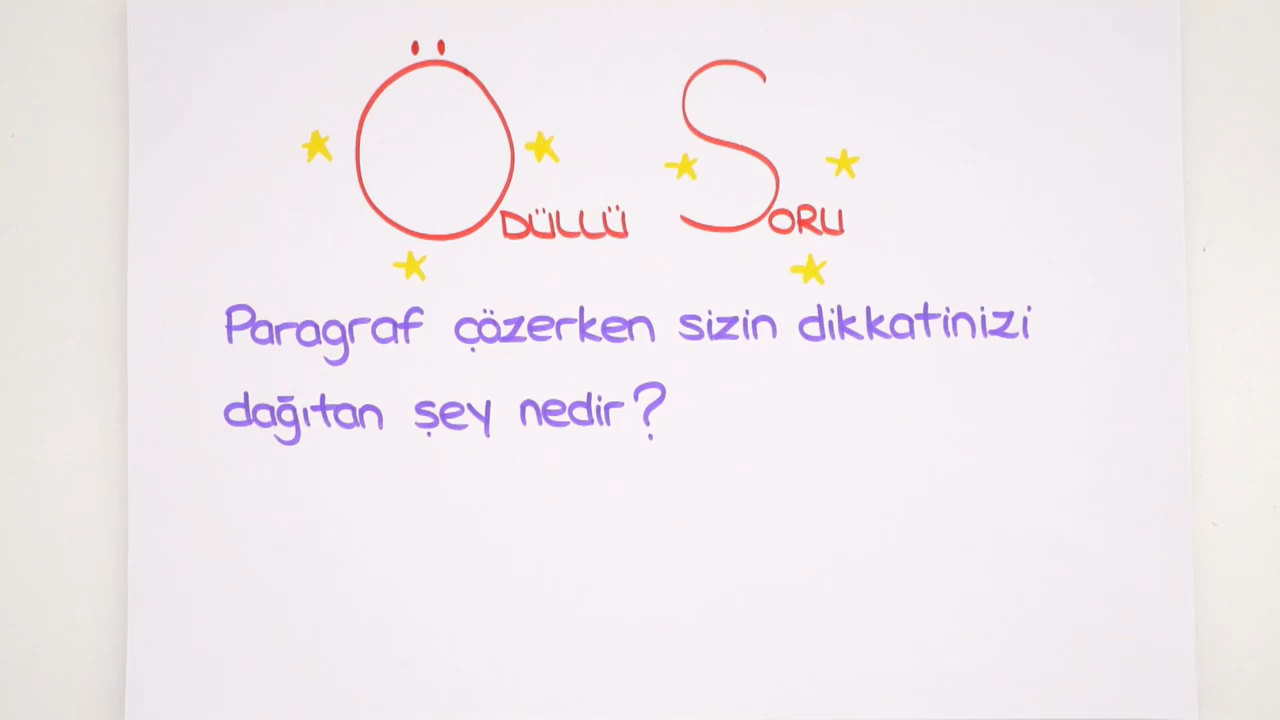 ÖDÜLLÜ SORU
Paragraf çözerken sizin dikkatinizi
dağıtan şey nedir?